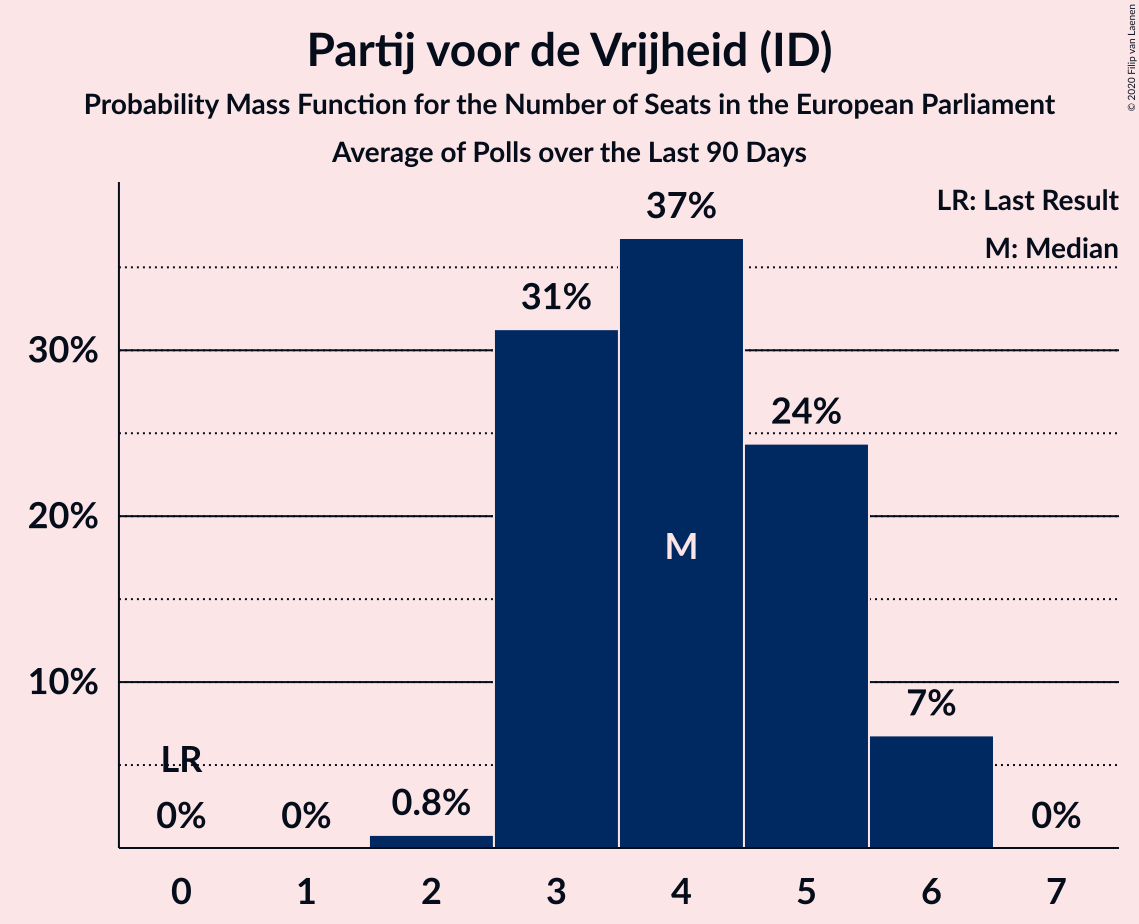 Partij voor de Vrijheid (ID)
Probability Mass Function for the Number of Seats in the European Parliament
Average of Polls over the Last 90 Days
© 2020 Filip van Laenen
LR: Last Result
M: Median
37%
31%
30%
24%
20%
M
10%
7%
LR
0.8%
0%
0%
0%
0 1 2 3 4 5 6 7